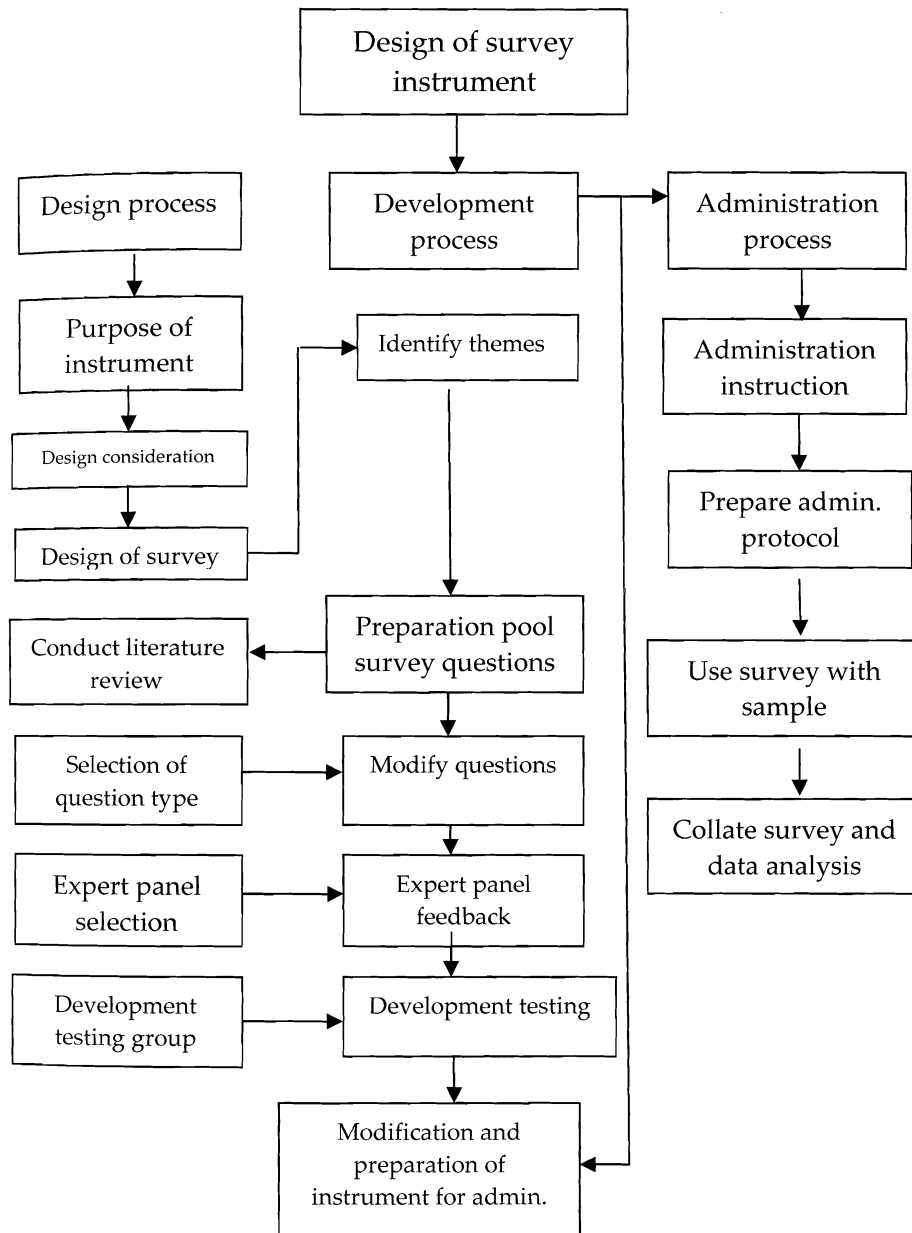 Design of survey
instrument
Design process
Development
process
Administration
process
Purpose of
instrument
Identify themes
Administration
instruction
Design consideration
Design of survey
Prepare admin.
protocol
Conduct literature
review
Preparation pool
survey questions
Use survey with
sample
Selection of
question type
Modify questions
Collate survey and
data analysis
Expert panel
selection
Expert panel
feedback
Development
testing group
Development testing
Modification and
preparation of
instrument for admin.